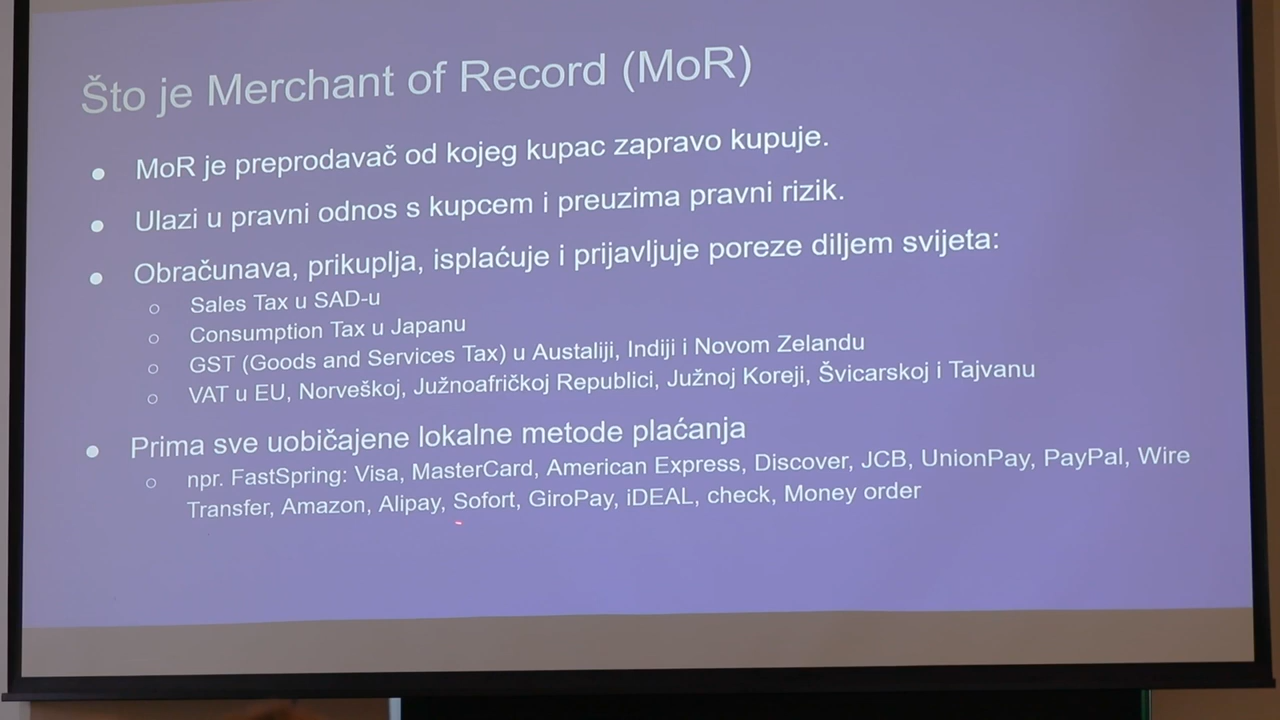 Što je Merchant of Record (MoR)
● MoR je preprodavač od kojeg kupac zapravo kupuje.
● Ulazi u pravni odnos s kupcem i preuzima pravni rizik.
● Obračunava, prikuplja, isplaćuje i prijavljuje poreze diljem svijeta:
○ Sales Tax u SAD-u
○ Consumption Tax u Japanu
○ GST (Goods and Services Tax) u Austaliji, Indiji i Novom Zelandu
○ VAT u EU, Norveškoj, Južnoafričkoj Republici, Južnoj Koreji, Švicarskoj i Tajvanu
● Prima sve uobičajene lokalne metode plaćanja
○ npr. FastSpring: Visa, MasterCard, American Express, Discover, JCB, UnionPay, PayPal, Wire
Transfer, Amazon, Alipay, Sofort, GiroPay, iDEAL, check, Money order